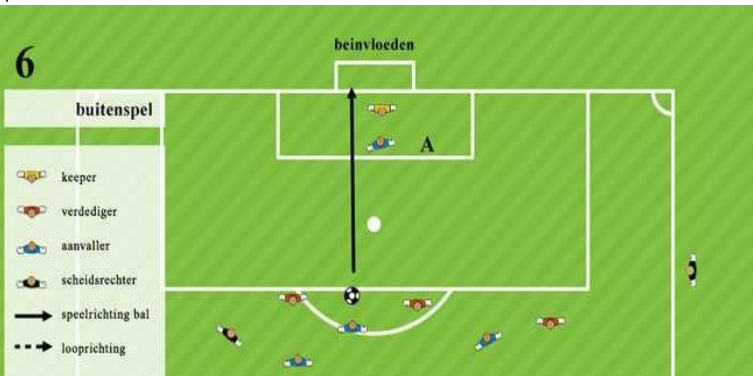 beinvloeden
6
buitenspel
A
keeper
verdediger
aanvaller
scheidsrechter
speelrichting bal
looprichting